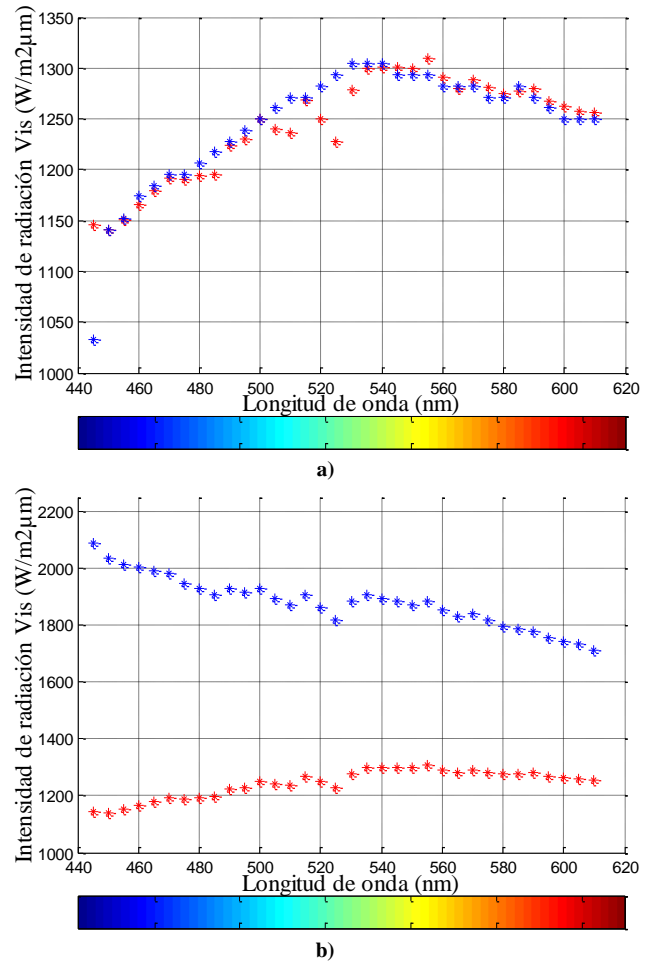 Intensidad de radiación Vis (W/m2µm)
1350
1300
1250
1200
1150
1100
1050
1000
440 460 480 500 520 540 560 580 600 620
Longitud de onda (nm)
a)
Intensidad de radiación Vis (W/m2µm)
2200
2000
1800
1600
1400
1200
1000
440 460 480 500 520 540 560 580 600 620
Longitud de onda (nm)
b)